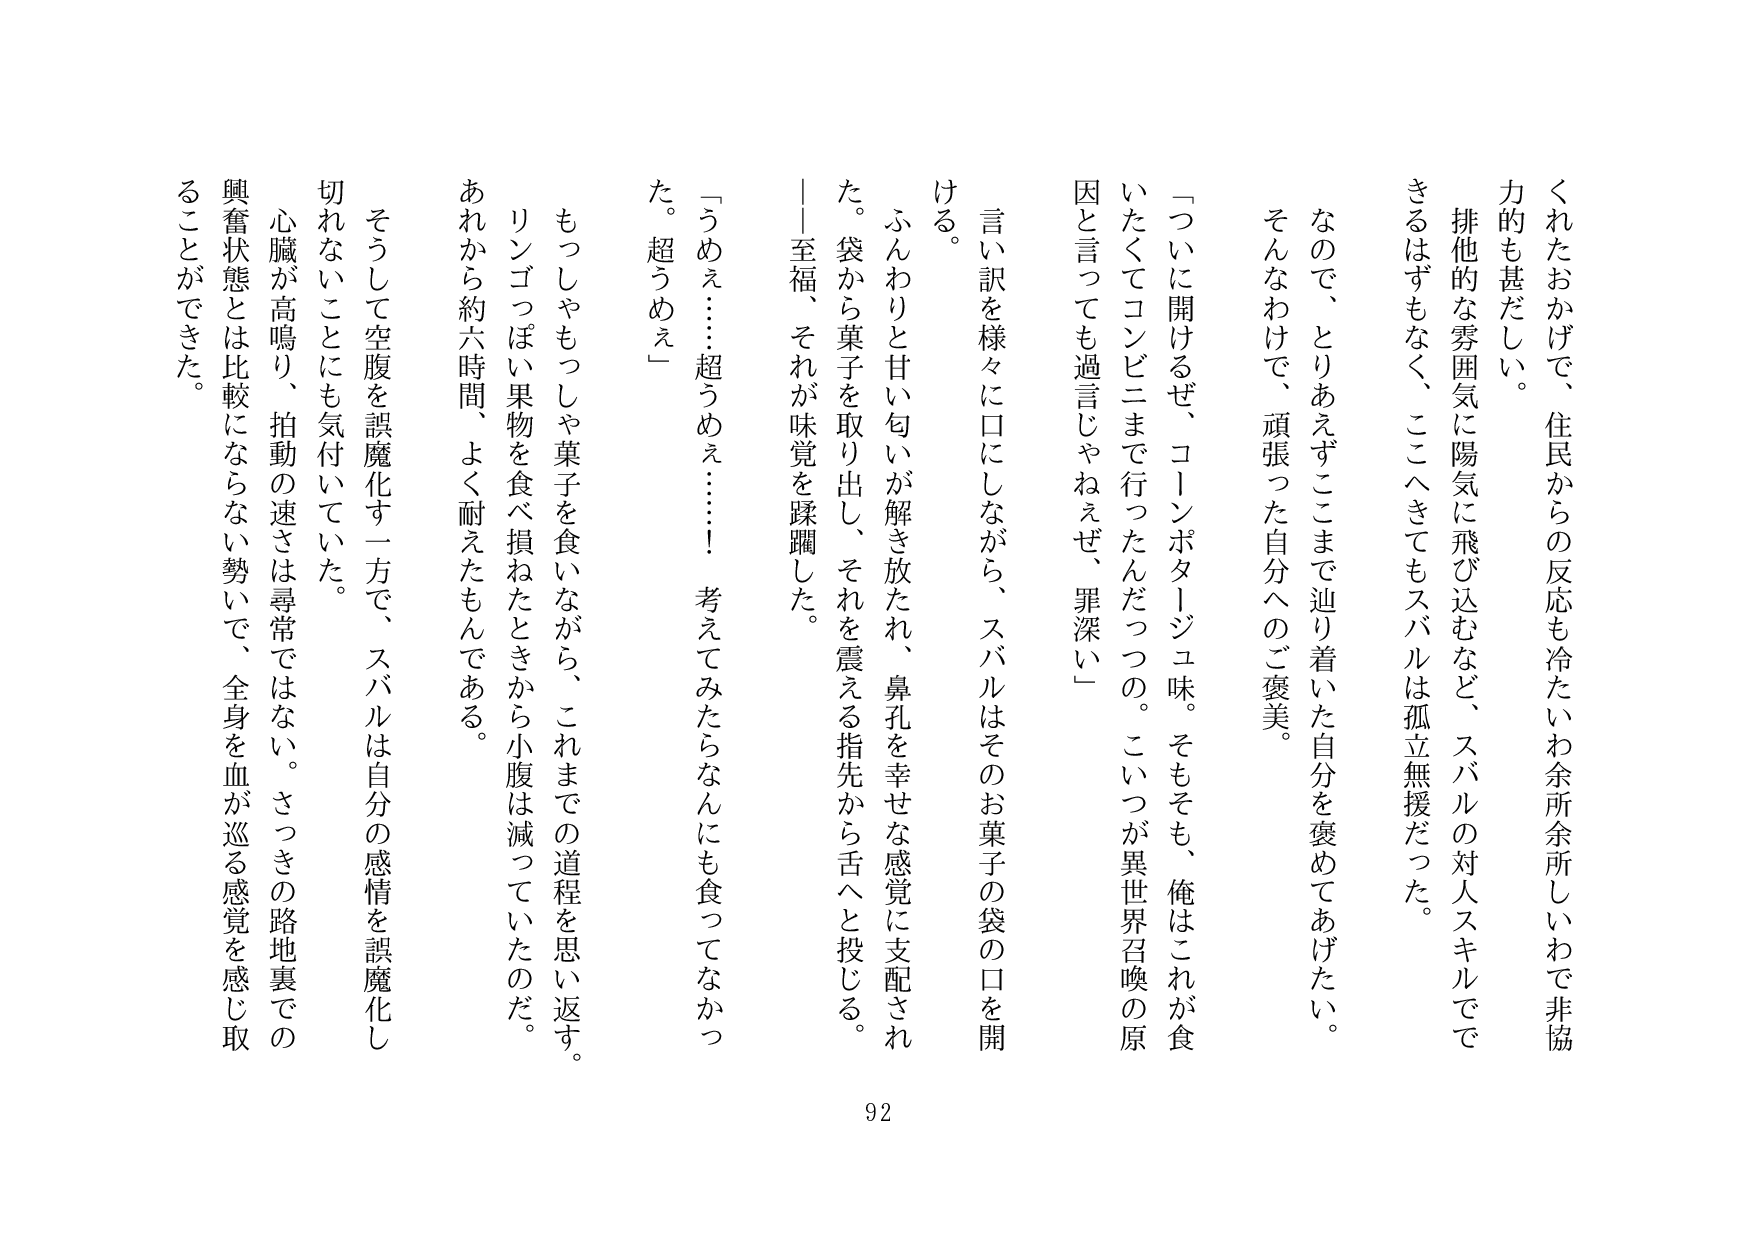 くれたおかげで、住民からの反応も冷たいわ余所余所しいわで非協
力的も甚だしい。
　排他的な雰囲気に陽気に飛び込むなど、スバルの対人スキルでで
きるはずもなく、ここへきてもスバルは孤立無援だった。
　なので、とりあえずここまで辿り着いた自分を褒めてあげたい。
　そんなわけで、頑張った自分へのご褒美。
「ついに開けるぜ、コーンポタージュ味。そもそも、俺はこれが食
いたくてコンビニまで行ったんだっつの。こいつが異世界召喚の原
因と言っても過言じゃねえぜ、罪深い」
　言い訳を様々に口にしながら、スバルはそのお菓子の袋の口を開
ける。
　ふんわりと甘い匂いが解き放たれ、鼻孔を幸せな感覚に支配され
た。袋から菓子を取り出し、それを震える指先から舌へと投じる。
――至福、それが味覚を蹂躙した。
「うめぇ……超うめぇ……！　考えてみたらなんにも食ってなかっ
た。超うめぇ」
　もっしゃもっしゃ菓子を食いながら、これまでの道程を思い返す。
　リンゴっぽい果物を食べ損ねたときから小腹は減っていたのだ。
あれから約六時間、よく耐えたもんである。
　そうして空腹を誤魔化す一方で、スバルは自分の感情を誤魔化し
切れないことにも気付いていた。
　心臓が高鳴り、拍動の速さは尋常ではない。さっきの路地裏での
興奮状態とは比較にならない勢いで、全身を血が巡る感覚を感じ取
ることができた。
92